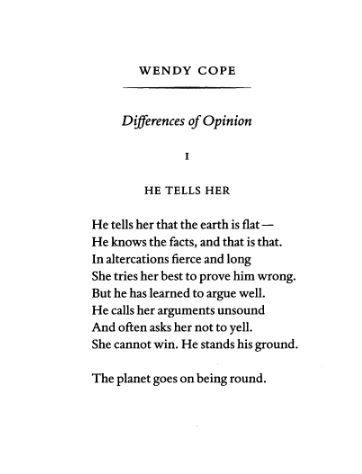 WENDY COPE
Differences of Opinion
I
HE TELLS HER
He tells her that the earth is flat —
He knows the facts, and that is that.
In altercations fierce and long
She tries her best to prove him wrong.
But he has learned to argue well.
He calls her arguments unsound
And often asks her not to yell.
She cannot win. He stands his ground.
The planet goes on being round.